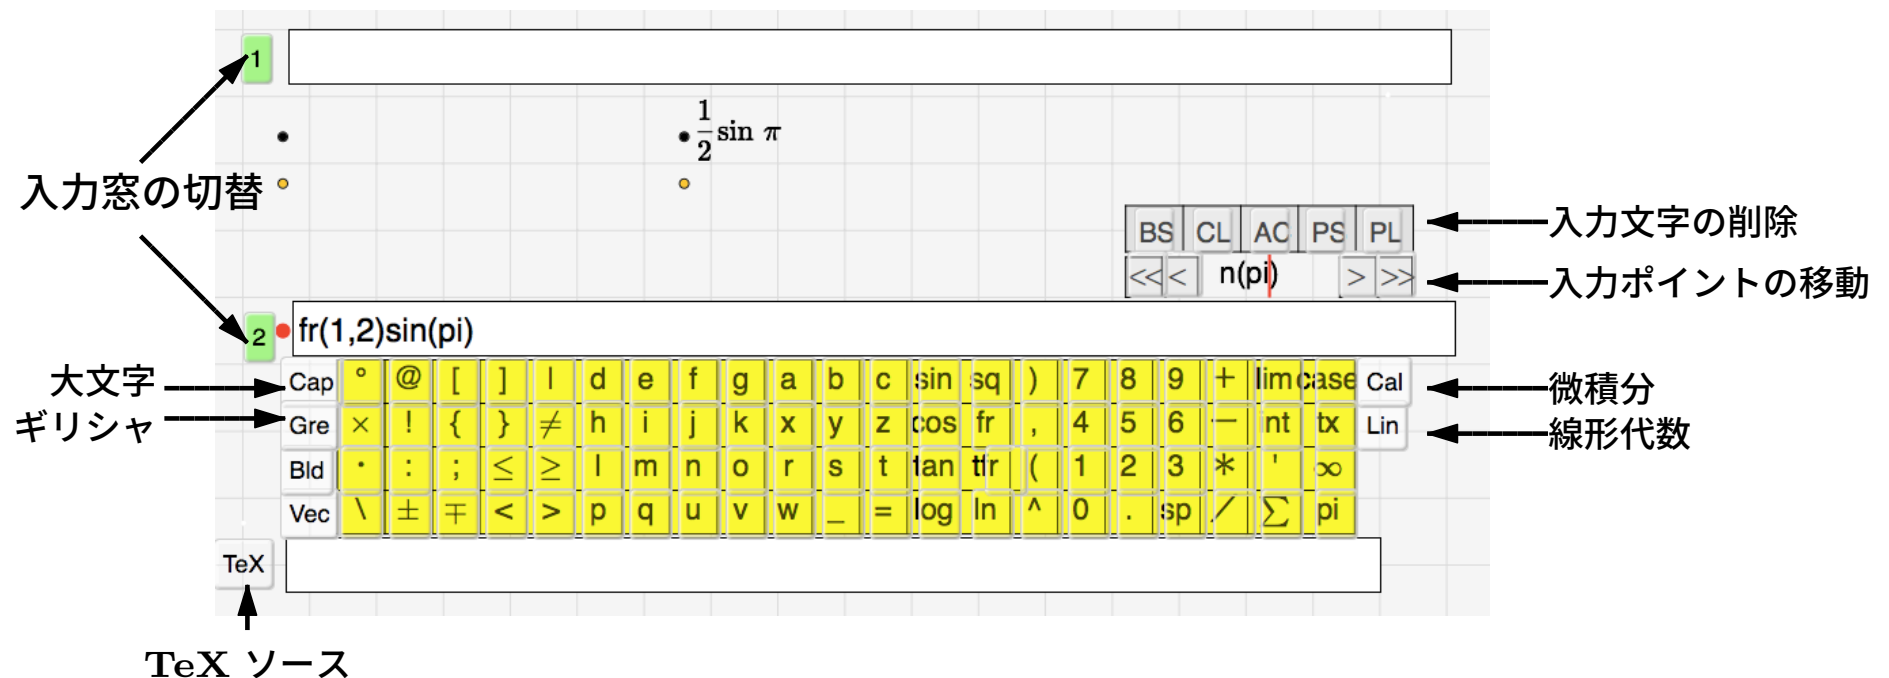 1
1/2 sin π
入力窓の切替
BS CL AC PS PL
入力文字の削除
<< < n(pi) > >>
入力ポイントの移動
2 fr(1,2)sin(pi)
大文字
Cap ° @ [ ] | d e f g a b c sin sq ) 7 8 9 + lim case Cal
微積分
ギリシャ
Gre × ! { } ≠ h i j k x y z cos fr , 4 5 6 − int tx Lin
線形代数
Bld · : ; ≤ ≥ l m n o r s t tan tfr ( 1 2 3 * ' ∞
Vec \ ± ∓ < > p q u v w _ = log ln ^ 0 . sp / ∑ pi
TeX
TeX ソース